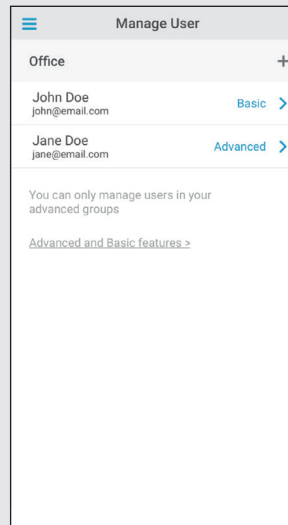 Manage User
Office
John Doe
john@email.com
Basic
Jane Doe
jane@email.com
Advanced
You can only manage users in your
advanced groups
Advanced and Basic features >